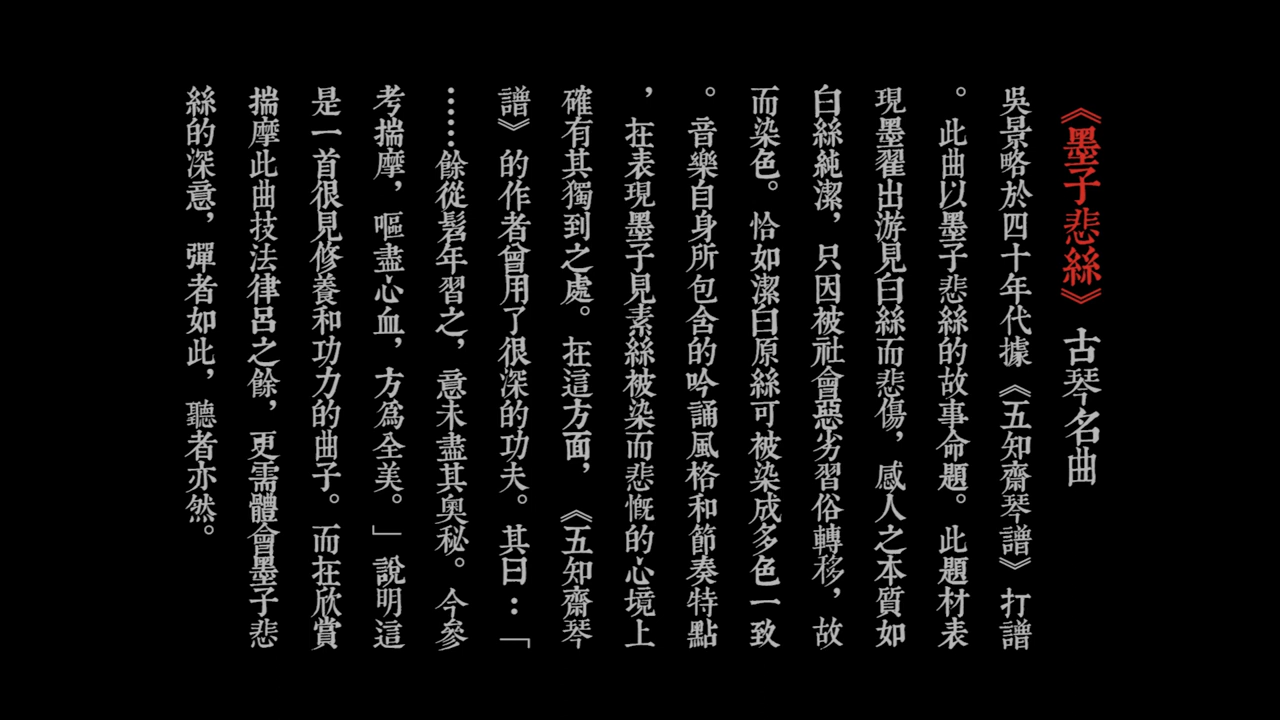 《墨子悲絲》 古琴名曲
吳景略於四十年代據《五知齋琴譜》打譜
。此曲以墨子悲絲的故事命題。此題材表
現墨翟出游見白絲而悲傷，感人之本質如
白絲純潔，只因被社會惡劣習俗轉移，故
而染色。恰如潔白原絲可被染成多色一致
。音樂自身所包含的吟誦風格和節奏特點
，在表現墨子見素絲被染而悲慨的心境上
確有其獨到之處。在這方面，《五知齋琴
譜》的作者曾用了很深的功夫。其曰：「
……餘從髫年習之，意未盡其奧秘。今參
考揣摩，嘔盡心血，方為全美。」說明這
是一首很見修養和功力的曲子。而在欣賞
揣摩此曲技法律呂之餘，更需體會墨子悲
絲的深意，彈者如此，聽者亦然。